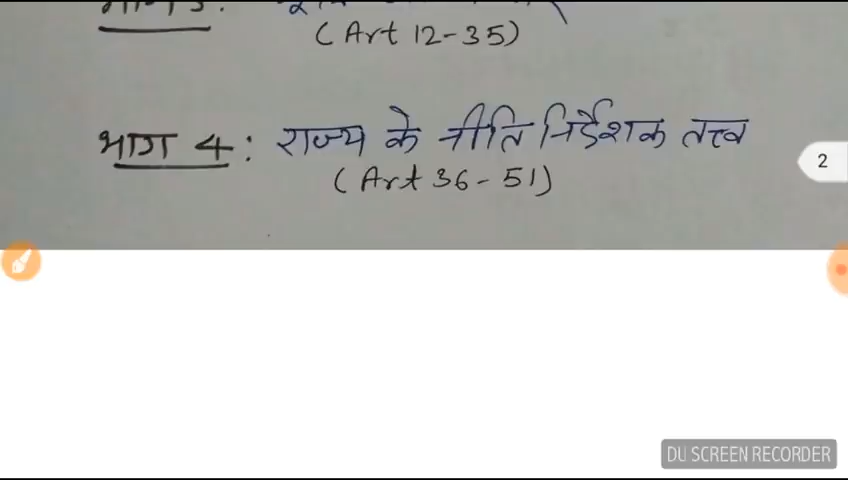 (Art 12-35)
भाग 4: राज्य के नीति निर्देशक तत्त्व
(Art 36-51)
2
DU SCREEN RECORDER